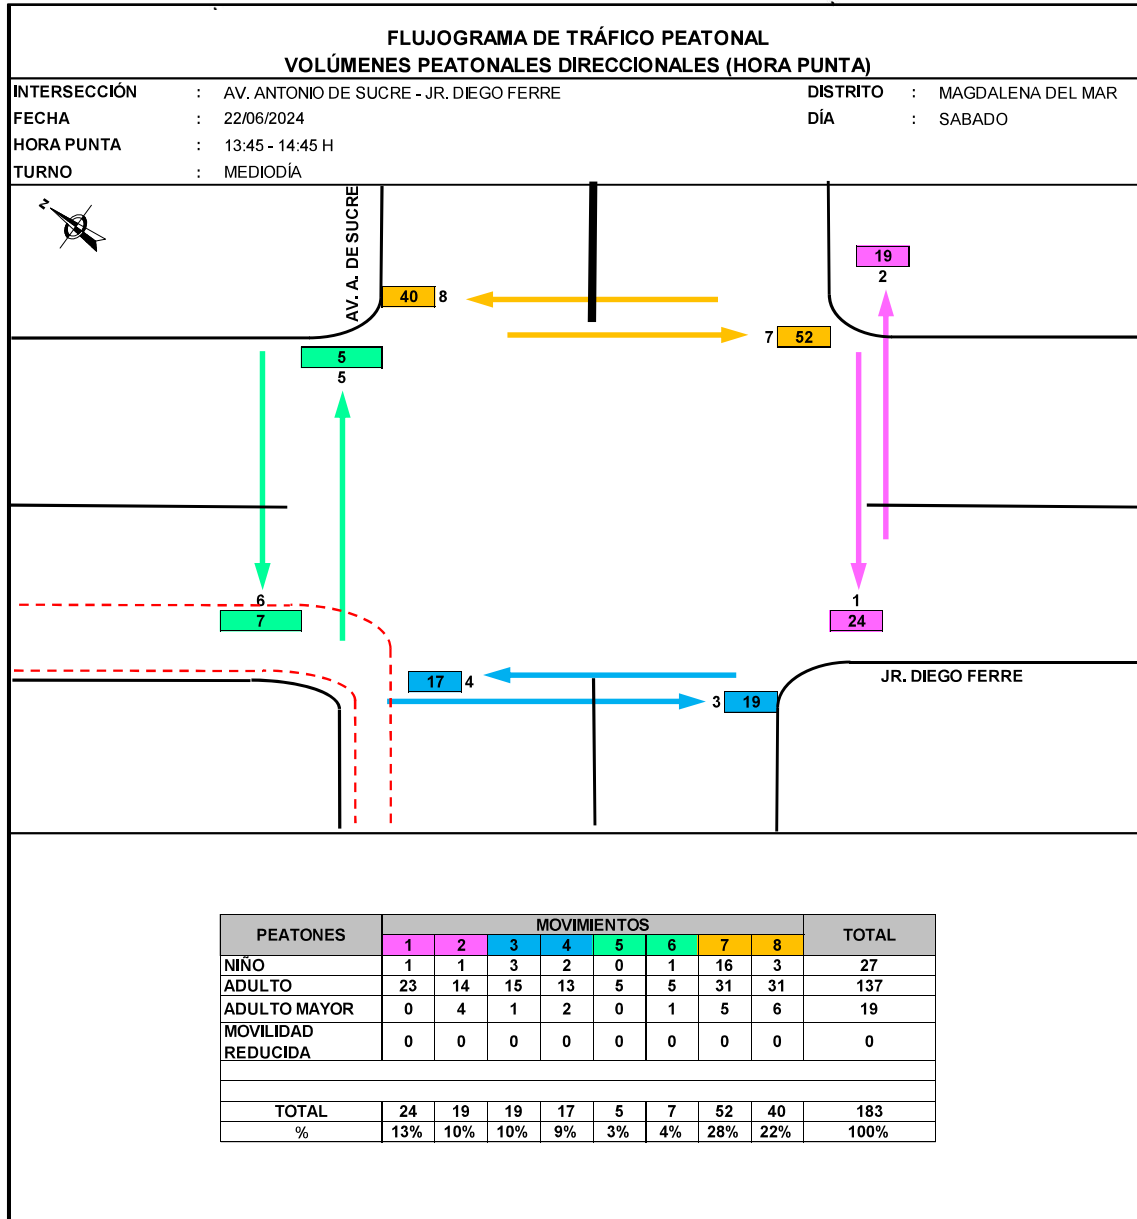 FLUJOGRAMA DE TRÁFICO PEATONAL
VOLÚMENES PEATONALES DIRECCIONALES (HORA PUNTA)
INTERSECCIÓN : AV. ANTONIO DE SUCRE - JR. DIEGO FERRE DISTRITO : MAGDALENA DEL MAR
FECHA : 22/06/2024 DÍA : SABADO
HORA PUNTA : 13:45 - 14:45 H
TURNO : MEDIODÍA
N
AV. A. DE SUCRE
19
2
40 8
7 52
5
5
6
7
1
24
JR. DIEGO FERRE
17 4
3 19
PEATONES MOVIMIENTOS TOTAL
1 2 3 4 5 6 7 8
NIÑO 1 1 3 2 0 1 16 3 27
ADULTO 23 14 15 13 5 5 31 31 137
ADULTO MAYOR 0 4 1 2 0 1 5 6 19
MOVILIDAD
REDUCIDA 0 0 0 0 0 0 0 0 0
TOTAL 24 19 19 17 5 7 52 40 183
% 13% 10% 10% 9% 3% 4% 28% 22% 100%